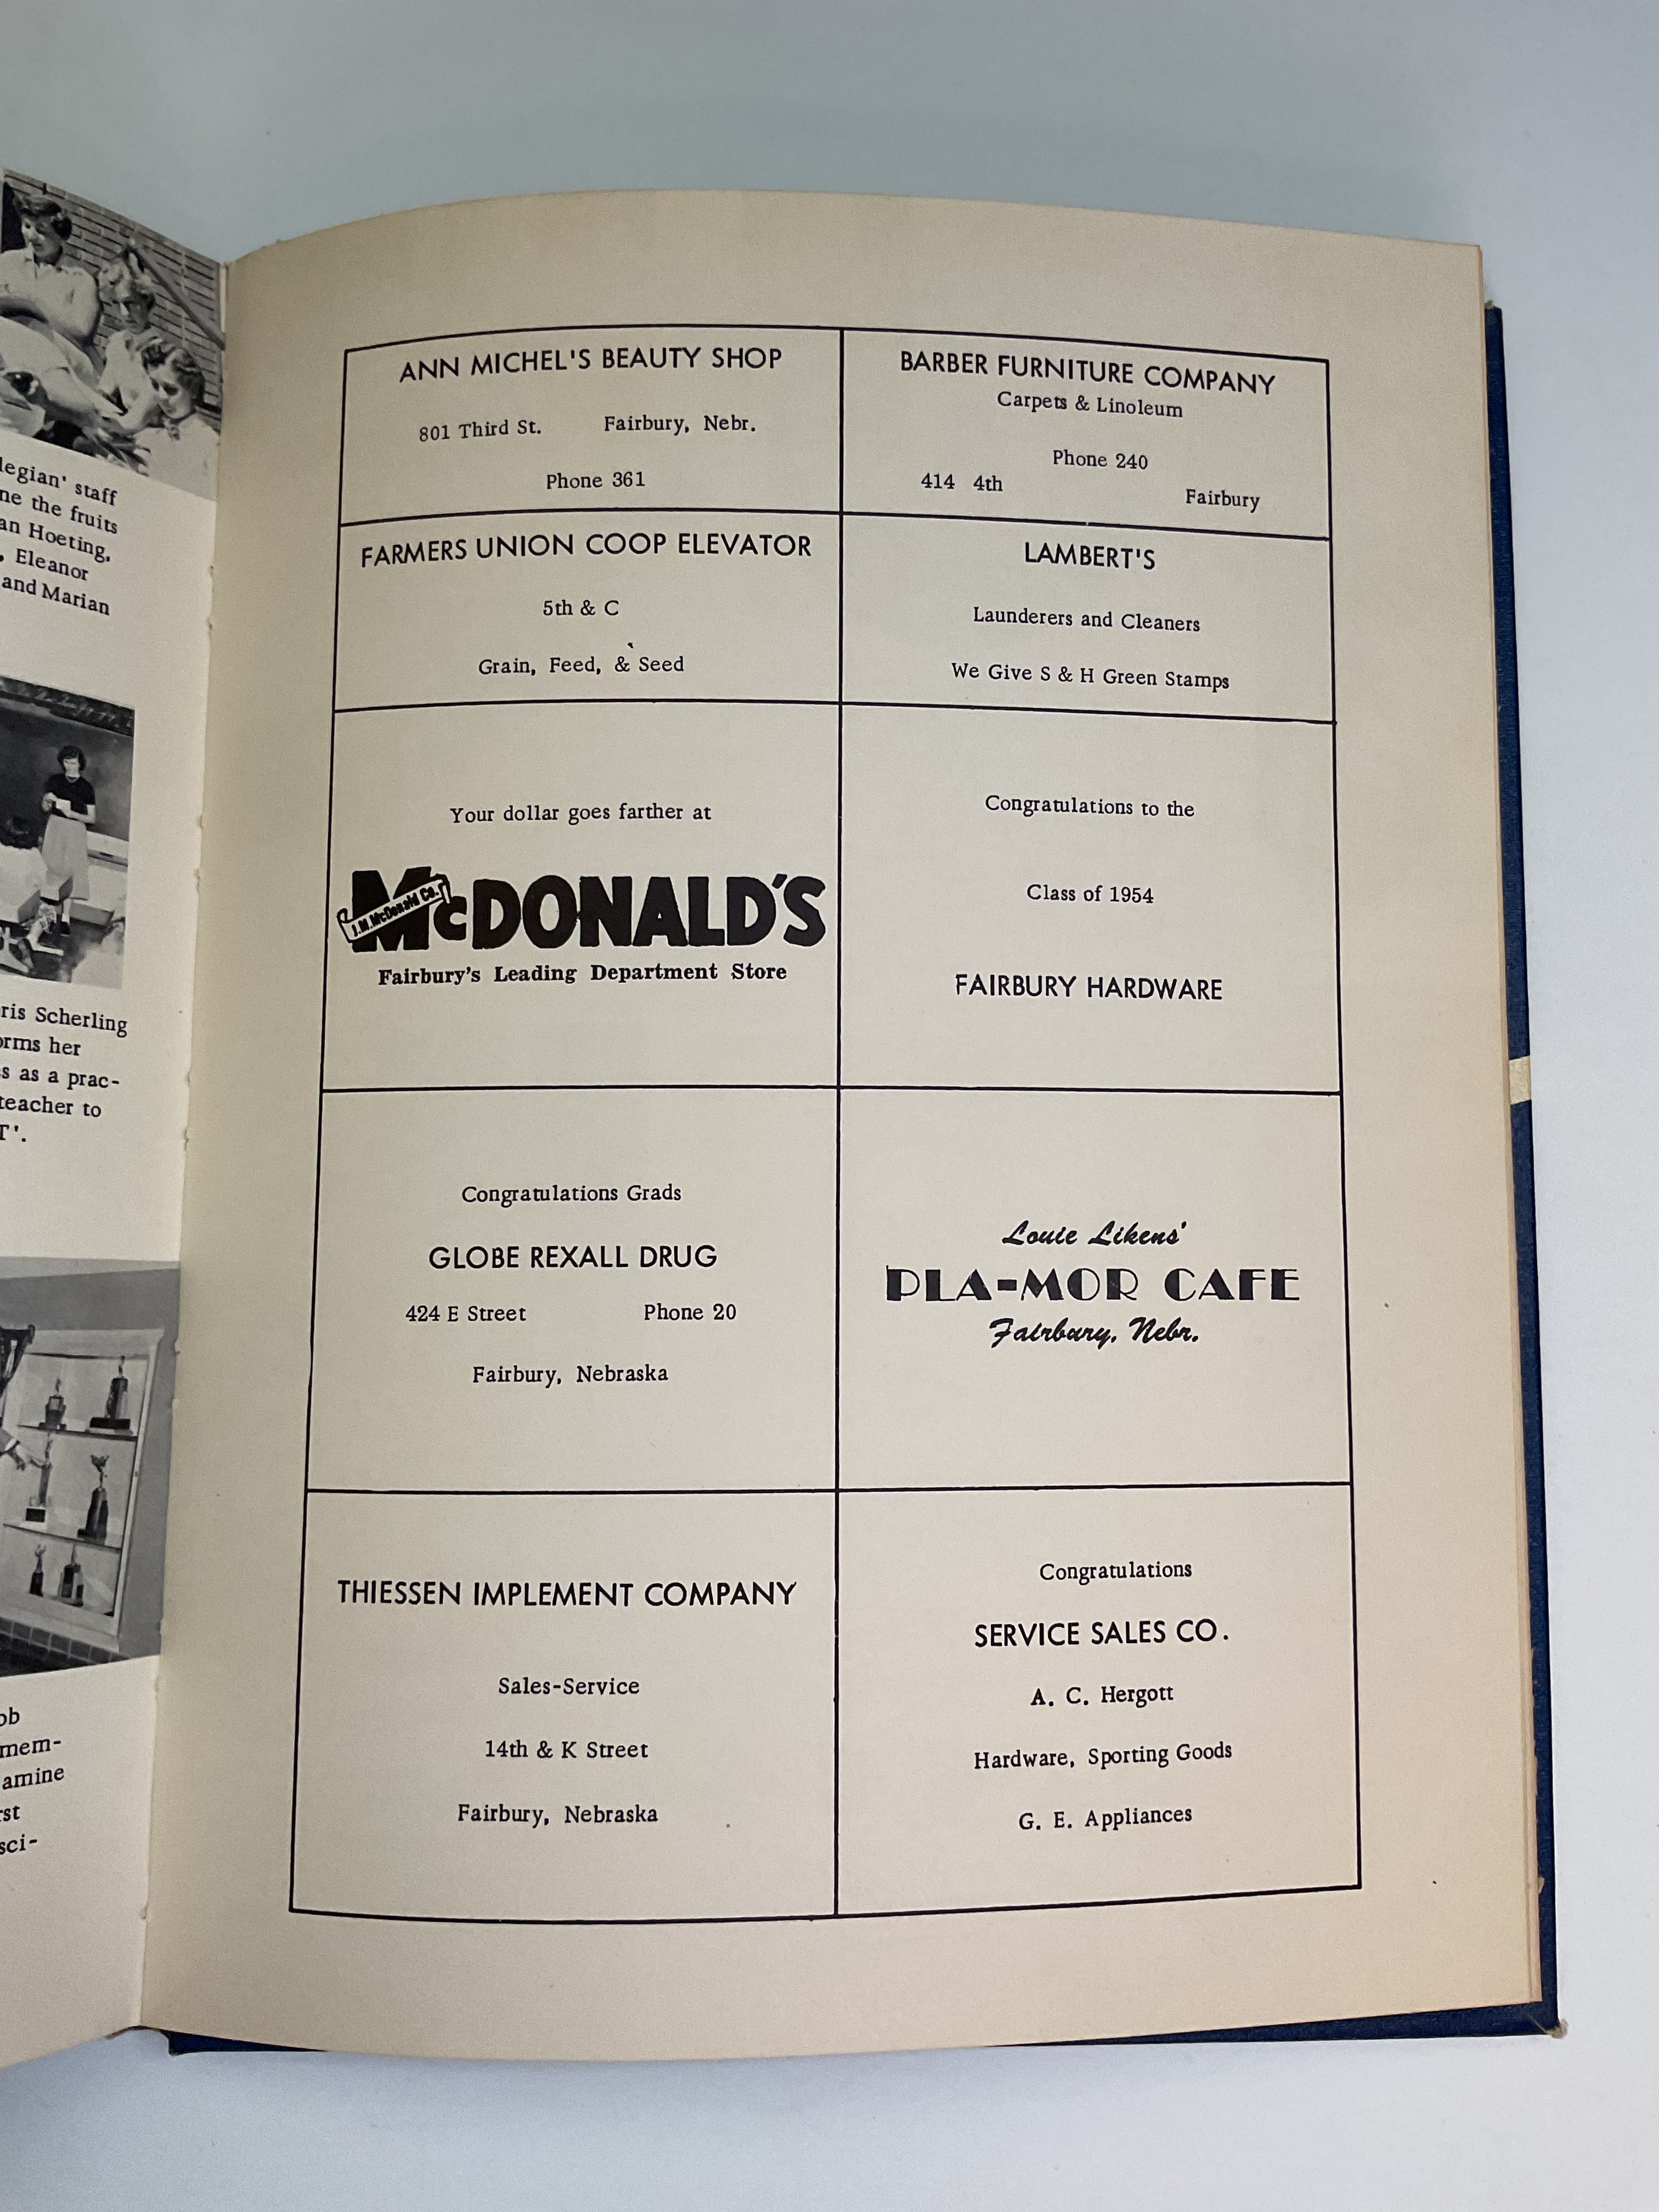 legian' staff
ne the fruits
an Hoeting,
, Eleanor
and Marian
ris Scherling
orms her
s as a prac-
teacher to
T'.
ob
mem-
amine
rst
sci-
ANN MICHEL'S BEAUTY SHOP
801 Third St. Fairbury, Nebr.
Phone 361
BARBER FURNITURE COMPANY
Carpets & Linoleum
Phone 240
414 4th
Fairbury
FARMERS UNION COOP ELEVATOR
5th & C
Grain, Feed, & Seed
LAMBERT'S
Launderers and Cleaners
We Give S & H Green Stamps
Your dollar goes farther at
J.M. McDonald Co.
McDONALD'S
Fairbury's Leading Department Store
Congratulations to the
Class of 1954
FAIRBURY HARDWARE
Congratulations Grads
GLOBE REXALL DRUG
424 E Street Phone 20
Fairbury, Nebraska
Louie Likens'
PLA-MOR CAFE
Fairbury, Nebr.
THIESSEN IMPLEMENT COMPANY
Sales-Service
14th & K Street
Fairbury, Nebraska
Congratulations
SERVICE SALES CO.
A. C. Hergott
Hardware, Sporting Goods
G. E. Appliances